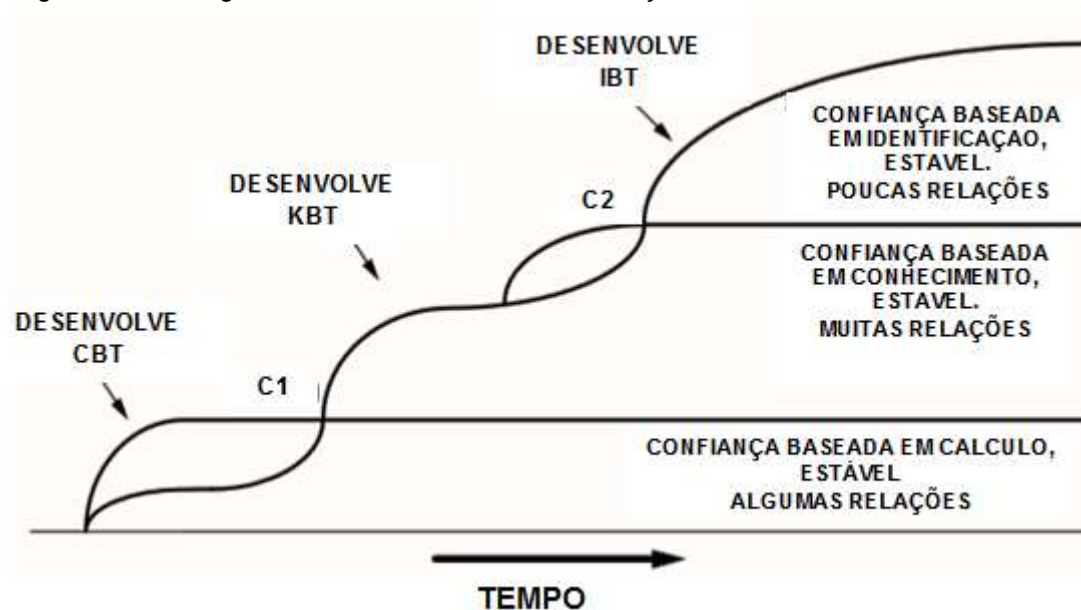 DESENVOLVE
IBT
CONFIANÇA BASEADA
EM IDENTIFICAÇAO,
ESTAVEL.
POUCAS RELAÇÕES
DESENVOLVE
KBT
C2
CONFIANÇA BASEADA
EM CONHECIMENTO,
ESTAVEL.
MUITAS RELAÇÕES
DESENVOLVE
CBT
C1
CONFIANÇA BASEADA EM CALCULO,
ESTÁVEL
ALGUMAS RELAÇÕES
TEMPO